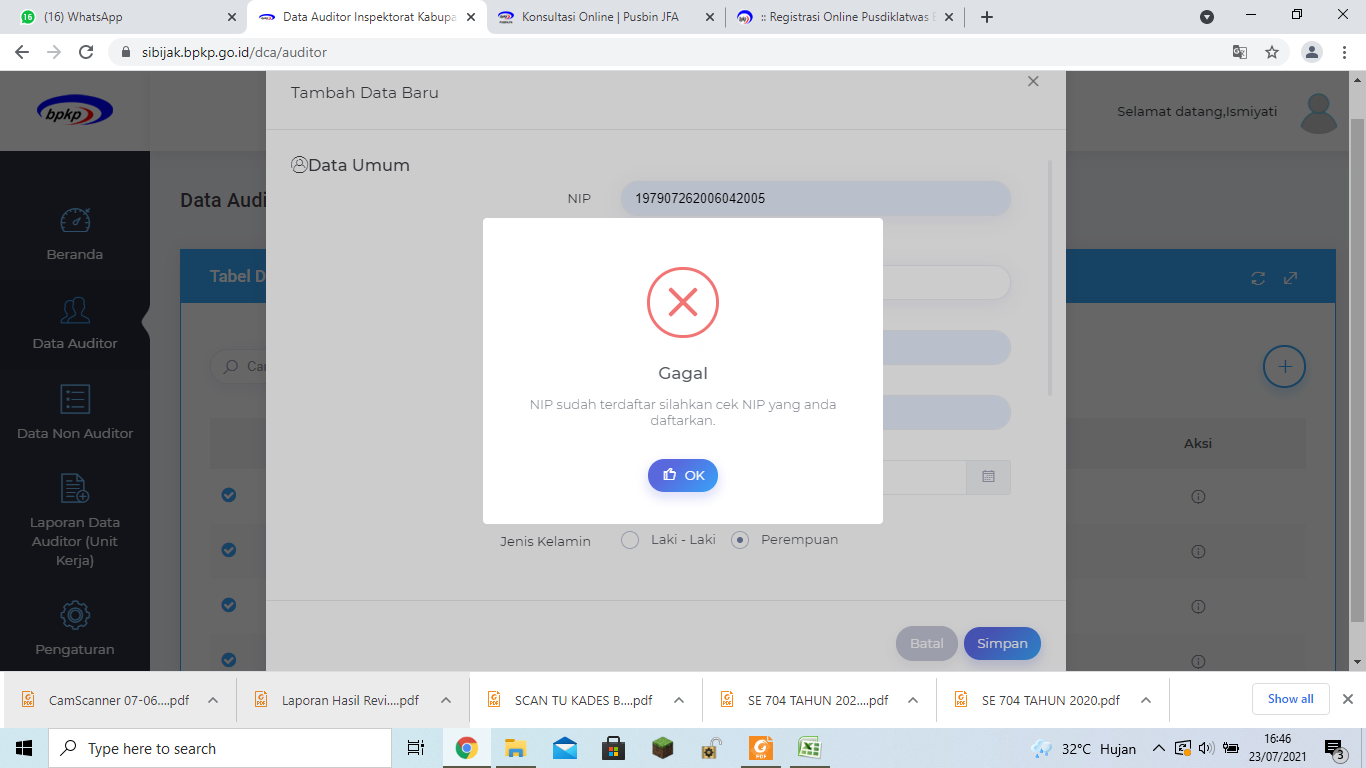 (16) WhatsApp
Data Auditor Inspektorat Kabupa
Konsultasi Online | Pusbin JFA
:: Registrasi Online Pusdiklatwas B
sibijak.bpkp.go.id/dca/auditor
bpkp
Tambah Data Baru
Selamat datang,Ismiyati
Data Umum
NIP
197907262006042005
Beranda
Data Auditor
Data Non Auditor
Laporan Data
Auditor (Unit
Kerja)
Pengaturan
Data Audi
Tabel D
Ca
Aksi
Gagal
NIP sudah terdaftar silahkan cek NIP yang anda
daftarkan.
OK
Jenis Kelamin
Laki - Laki
Perempuan
Batal
Simpan
CamScanner 07-06....pdf
Laporan Hasil Revi....pdf
SCAN TU KADES B....pdf
SE 704 TAHUN 202....pdf
SE 704 TAHUN 2020.pdf
Show all
Type here to search
32°C Hujan
16:46
23/07/2021
3